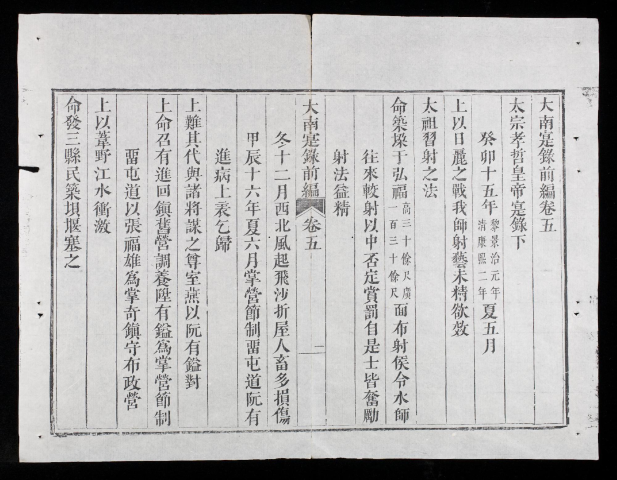 大南寔錄前編卷五
太宗孝哲皇帝寔錄下
癸卯十五年黎景治元年清康熙二年夏五月
上以日麗之戰我師射藝未精欲效
太祖習射之法
命築垜于弘福高三十餘尺廣一百三十餘尺面布射侯令水師
往來較射以中否定賞罰自是士皆奮勵
射法益精
大南寔錄前編 卷五 一
冬十二月西北風起飛沙折屋人畜多損傷
甲辰十六年夏六月掌營節制畱屯道阮有
進病上表乞歸
上難其代與諸將謀之尊室燕以阮有鎰對
上命召有進回鎮舊營調養陞有鎰為掌營節制
畱屯道以張福雄為掌奇鎮守布政營
上以葦野江水衝激
命發三縣民築垻堰塞之